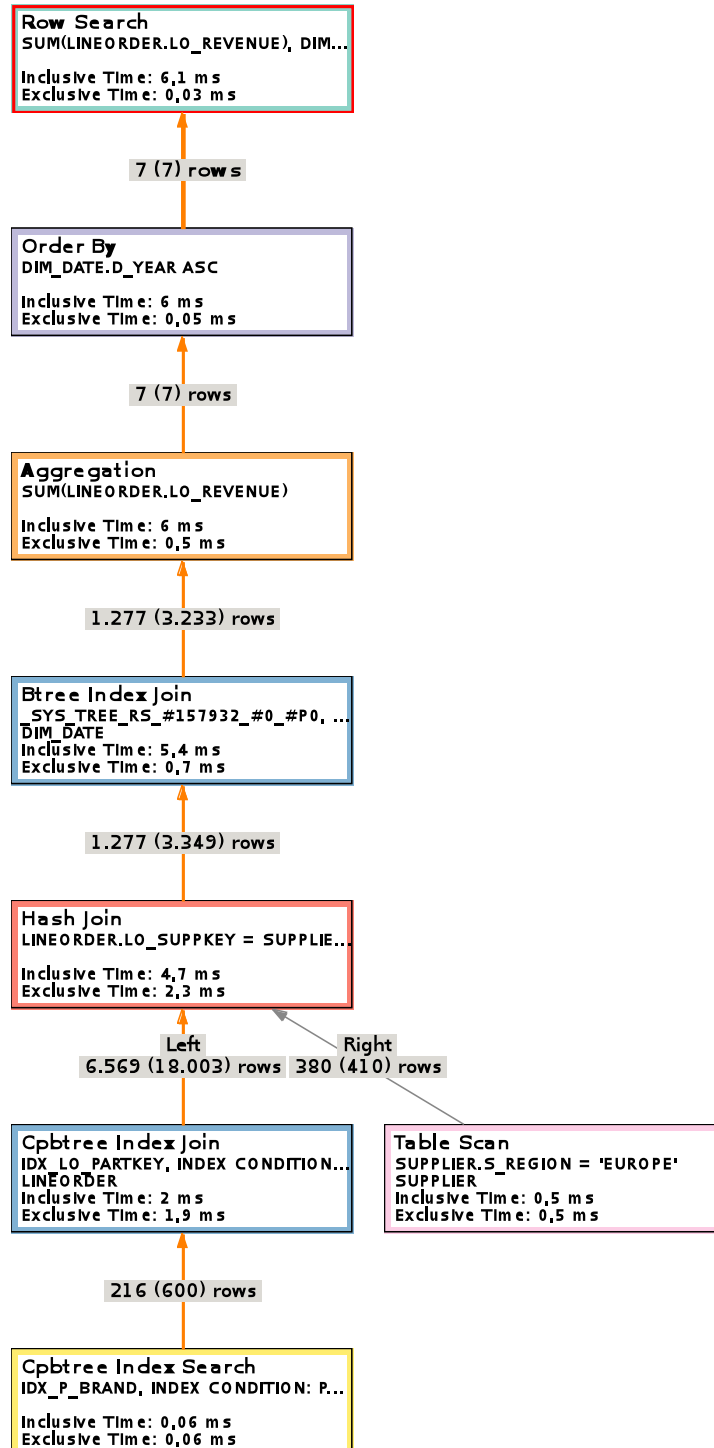 Row Search
SUM(LINEORDER.LO_REVENUE), DIM...
Inclusive Time: 6,1 ms
Exclusive Time: 0,03 ms
7 (7) rows
Order By
DIM_DATE.D_YEAR ASC
Inclusive Time: 6 ms
Exclusive Time: 0,05 ms
7 (7) rows
Aggregation
SUM(LINEORDER.LO_REVENUE)
Inclusive Time: 6 ms
Exclusive Time: 0,5 ms
1.277 (3.233) rows
Btree Index Join
_SYS_TREE_RS_#157932_#0_#P0, ...
DIM_DATE
Inclusive Time: 5,4 ms
Exclusive Time: 0,7 ms
1.277 (3.349) rows
Hash Join
LINEORDER.LO_SUPPKEY = SUPPLIE...
Inclusive Time: 4,7 ms
Exclusive Time: 2,3 ms
Left
6.569 (18.003) rows
Right
380 (410) rows
Cpbtree Index Join
IDX_LO_PARTKEY, INDEX CONDITION...
LINEORDER
Inclusive Time: 2 ms
Exclusive Time: 1,9 ms
Table Scan
SUPPLIER.S_REGION = 'EUROPE'
SUPPLIER
Inclusive Time: 0,5 ms
Exclusive Time: 0,5 ms
216 (600) rows
Cpbtree Index Search
IDX_P_BRAND, INDEX CONDITION: P...
Inclusive Time: 0,06 ms
Exclusive Time: 0,06 ms